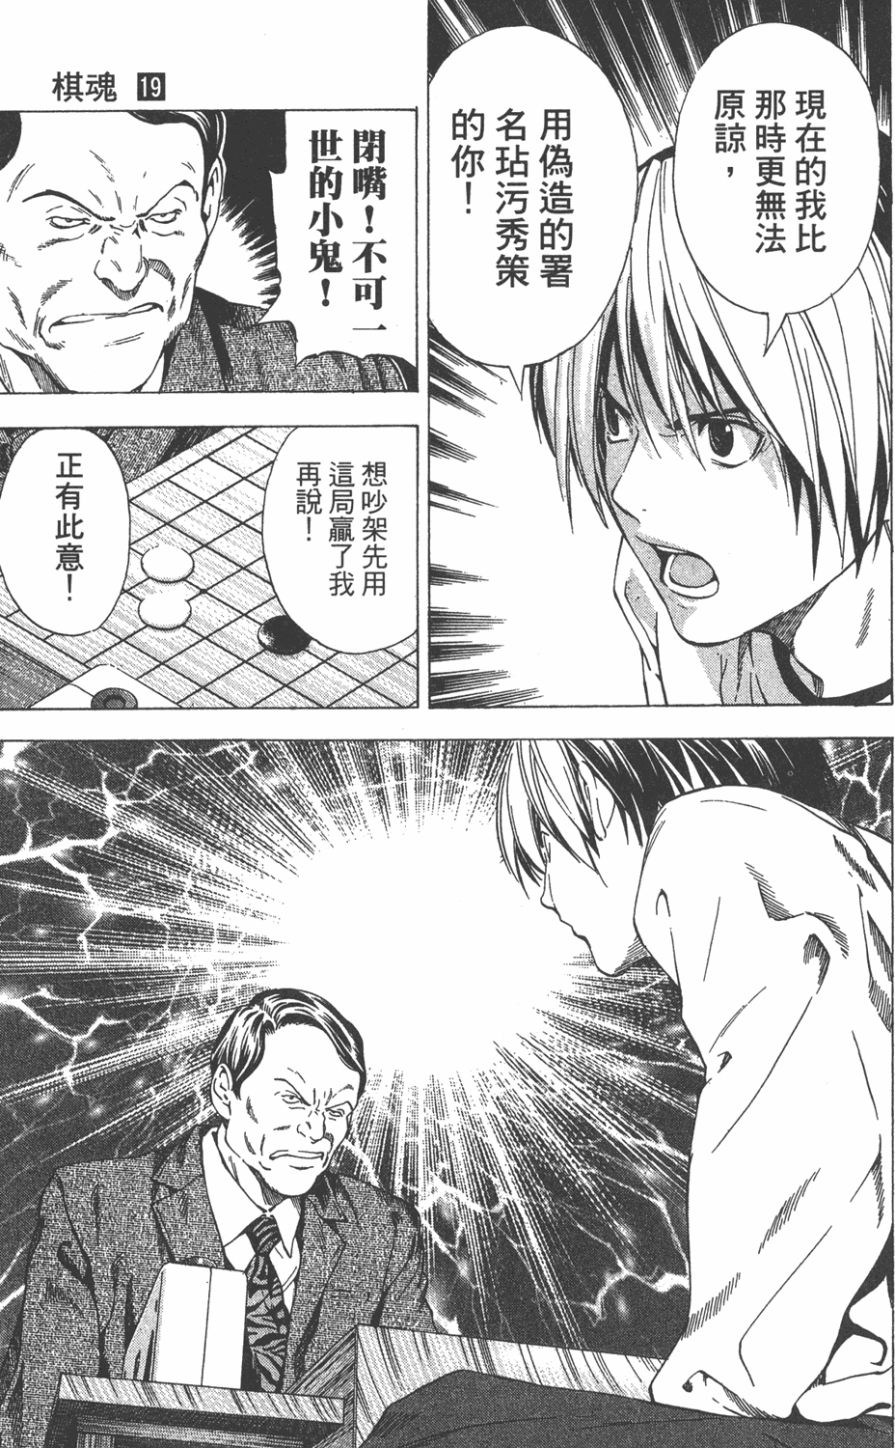 棋魂 19
現在的我比
那時更無法
原諒，
用偽造的署
名玷污秀策
的你！
閉嘴！不可一
世的小鬼！
想吵架先用
這局贏了我
再說！
正有此意！